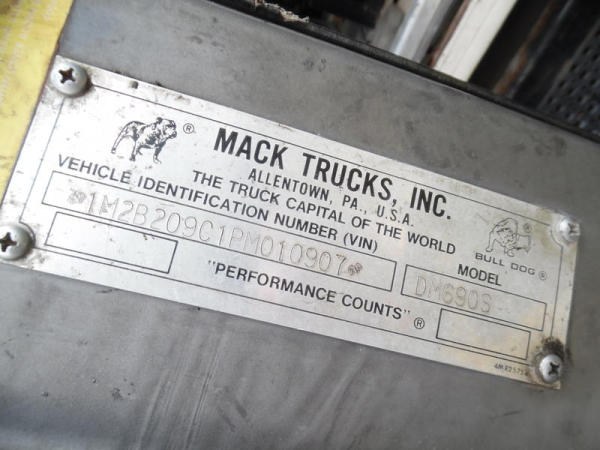 ®
MACK TRUCKS, INC.
ALLENTOWN, PA., U.S.A.
THE TRUCK CAPITAL OF THE WORLD
VEHICLE IDENTIFICATION NUMBER (VIN)
1M2B209C1PM010907
MODEL
DM690S
BULL DOG ®
"PERFORMANCE COUNTS" ®